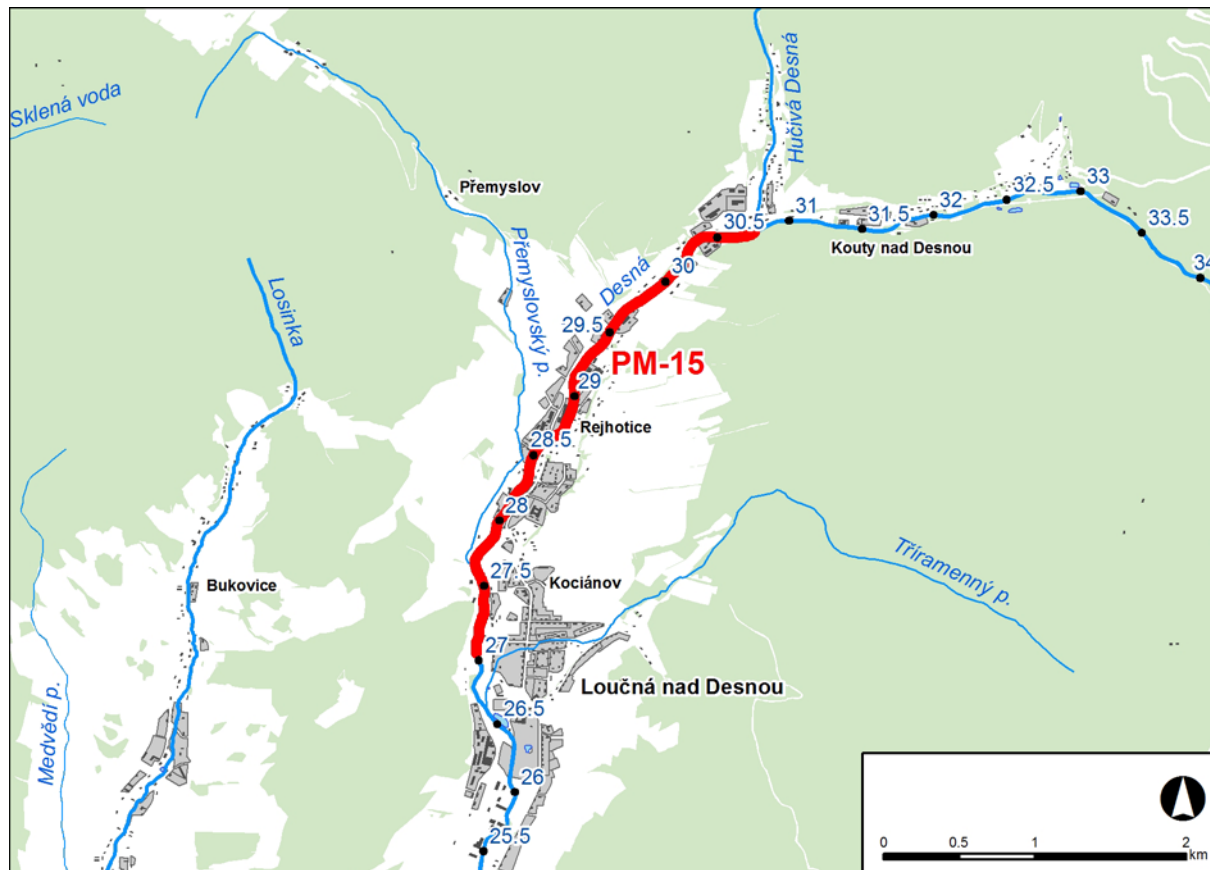 Sklená voda
Hučivá Desná
Přemyslov
33
32.5
32
31.5
31
30.5
33.5
Kouty nad Desnou
34
30
Desná
Přemyslovský p.
Losinka
29.5
PM-15
29
Rejhotice
28.5
28
Tříramenný p.
27.5
Kociánov
Bukovice
27
Loučná nad Desnou
Medvědí p.
26.5
26
25.5
0 0.5 1 2
km